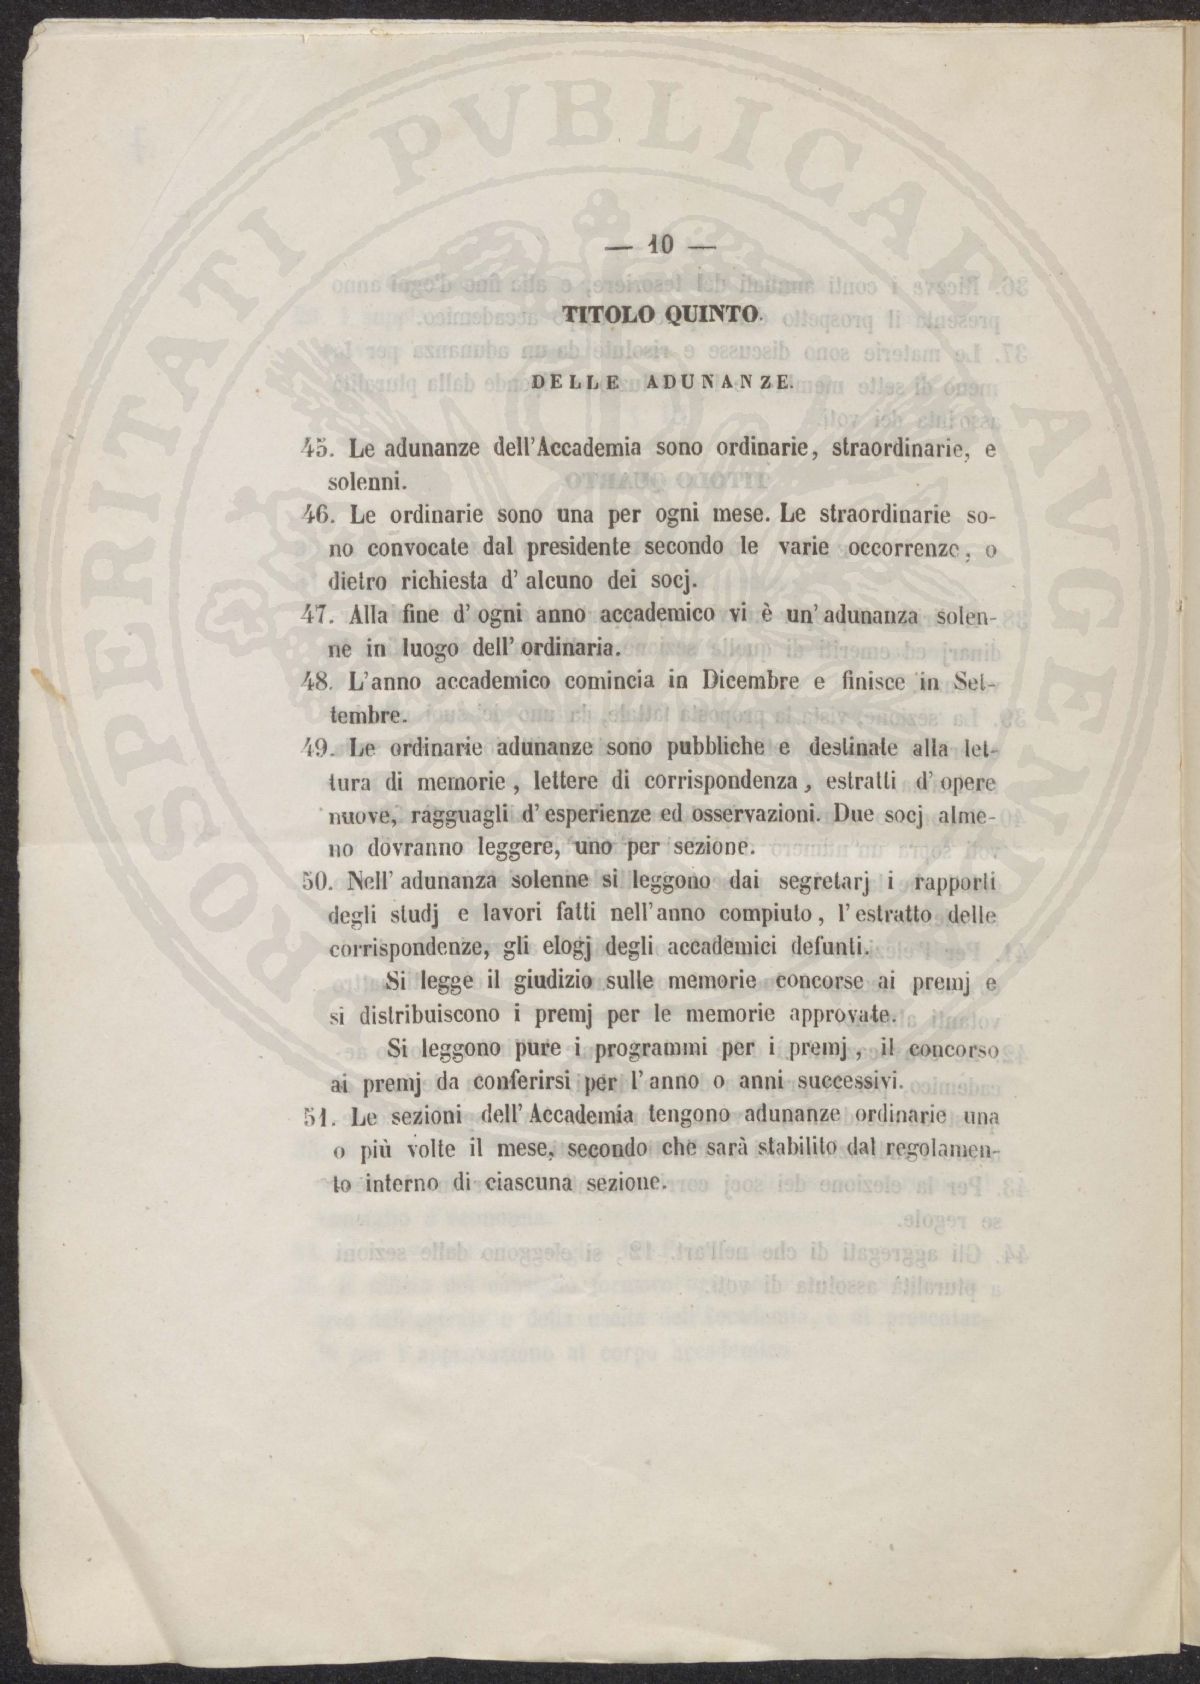 — 10 —
TITOLO QUINTO.
DELLE ADUNANZE.
45. Le adunanze dell'Accademia sono ordinarie, straordinarie, e
solenni.
46. Le ordinarie sono una per ogni mese. Le straordinarie so-
no convocate dal presidente secondo le varie occorrenze, o
dietro richiesta d' alcuno dei socj.
47. Alla fine d' ogni anno accademico vi è un' adunanza solen-
ne in luogo dell' ordinaria.
48. L'anno accademico comincia in Dicembre e finisce in Set-
tembre.
49. Le ordinarie adunanze sono pubbliche e destinate alla let-
tura di memorie , lettere di corrispondenza , estratti d' opere
nuove, ragguagli d' esperienze ed osservazioni. Due socj alme-
no dovranno leggere, uno per sezione.
50. Nell' adunanza solenne si leggono dai segretarj i rapporti
degli studj e lavori fatti nell' anno compiuto , l' estratto delle
corrispondenze, gli elogj degli accademici defunti.
Si legge il giudizio sulle memorie concorse ai premj e
si distribuiscono i premj per le memorie approvate.
Si leggono pure i programmi per i premj , il concorso
ai premj da conferirsi per l' anno o anni successivi.
51. Le sezioni dell' Accademia tengono adunanze ordinarie una
o più volte il mese, secondo che sarà stabilito dal regolamen-
to interno di ciascuna sezione.
PROSPERITATI PVBLICAE AVGENDAE